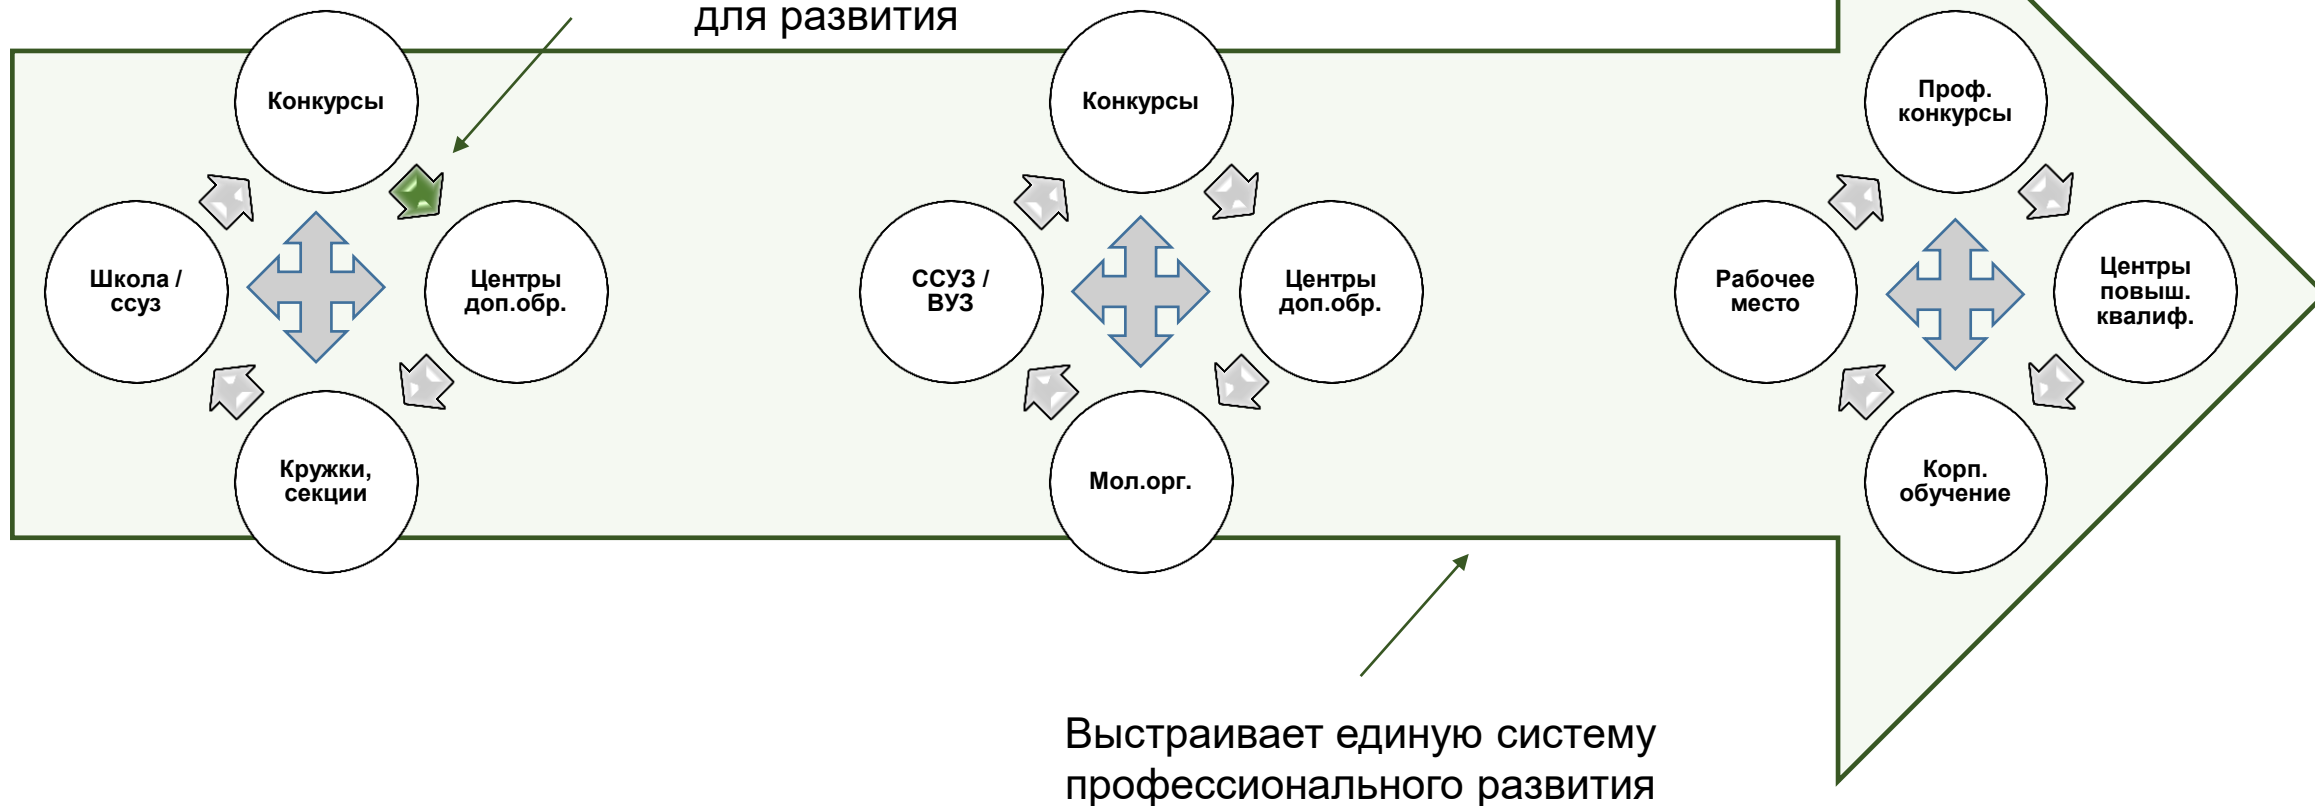 для развития
Конкурсы
Школа /
ссуз
Центры
доп.обр.
Кружки,
секции
Конкурсы
ССУЗ /
ВУЗ
Центры
доп.обр.
Мол.орг.
Проф.
конкурсы
Рабочее
место
Центры
повыш.
квалиф.
Корп.
обучение
Выстраивает единую систему
профессионального развития